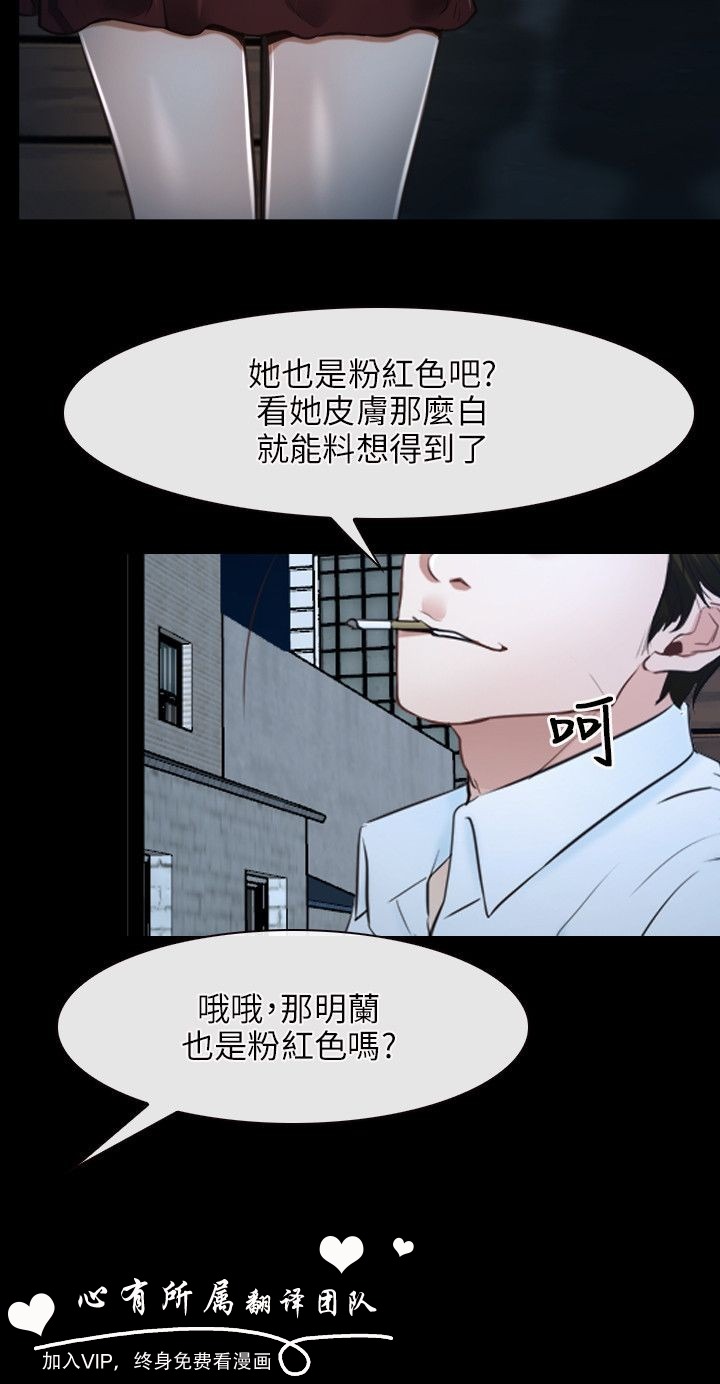 她也是粉紅色吧?
看她皮膚那麼白
就能料想得到了
呵
哦哦，那明蘭
也是粉紅色嗎?
心有所属翻译团队
加入VIP，终身免费看漫画